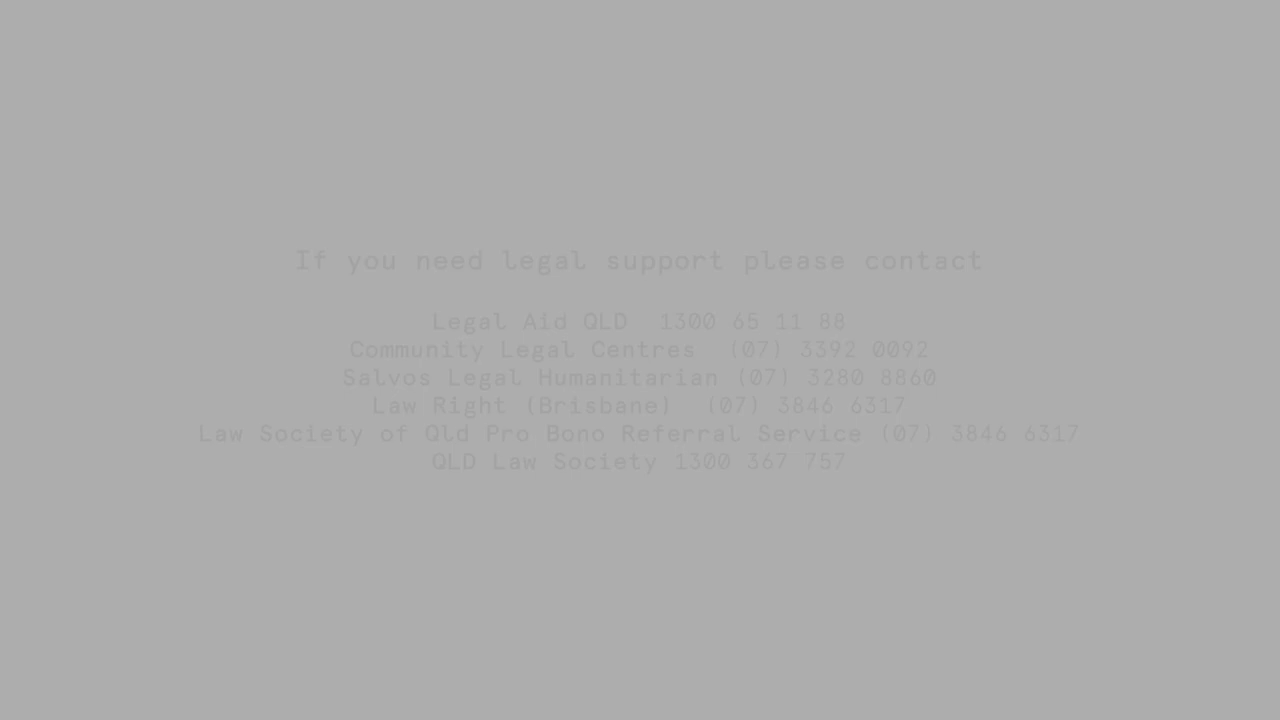 If you need legal support please contact
Legal Aid QLD 1300 65 11 88
Community Legal Centres (07) 3392 0092
Salvos Legal Humanitarian (07) 3280 8860
Law Right (Brisbane) (07) 3846 6317
Law Society of Qld Pro Bono Referral Service (07) 3846 6317
QLD Law Society 1300 367 757